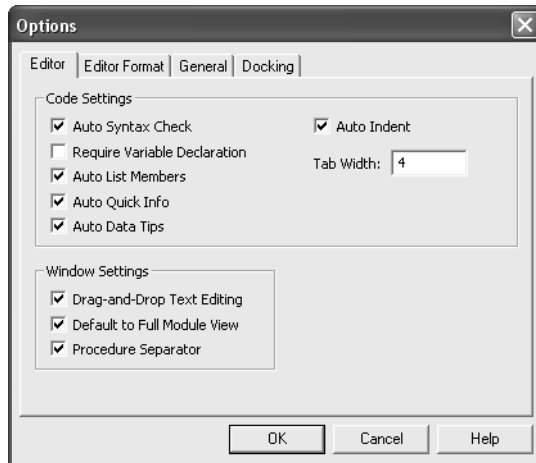 Options
Editor Editor Format General Docking
Code Settings
Auto Syntax Check Auto Indent
Require Variable Declaration
Tab Width: 4
Auto List Members
Auto Quick Info
Auto Data Tips
Window Settings
Drag-and-Drop Text Editing
Default to Full Module View
Procedure Separator
OK Cancel Help